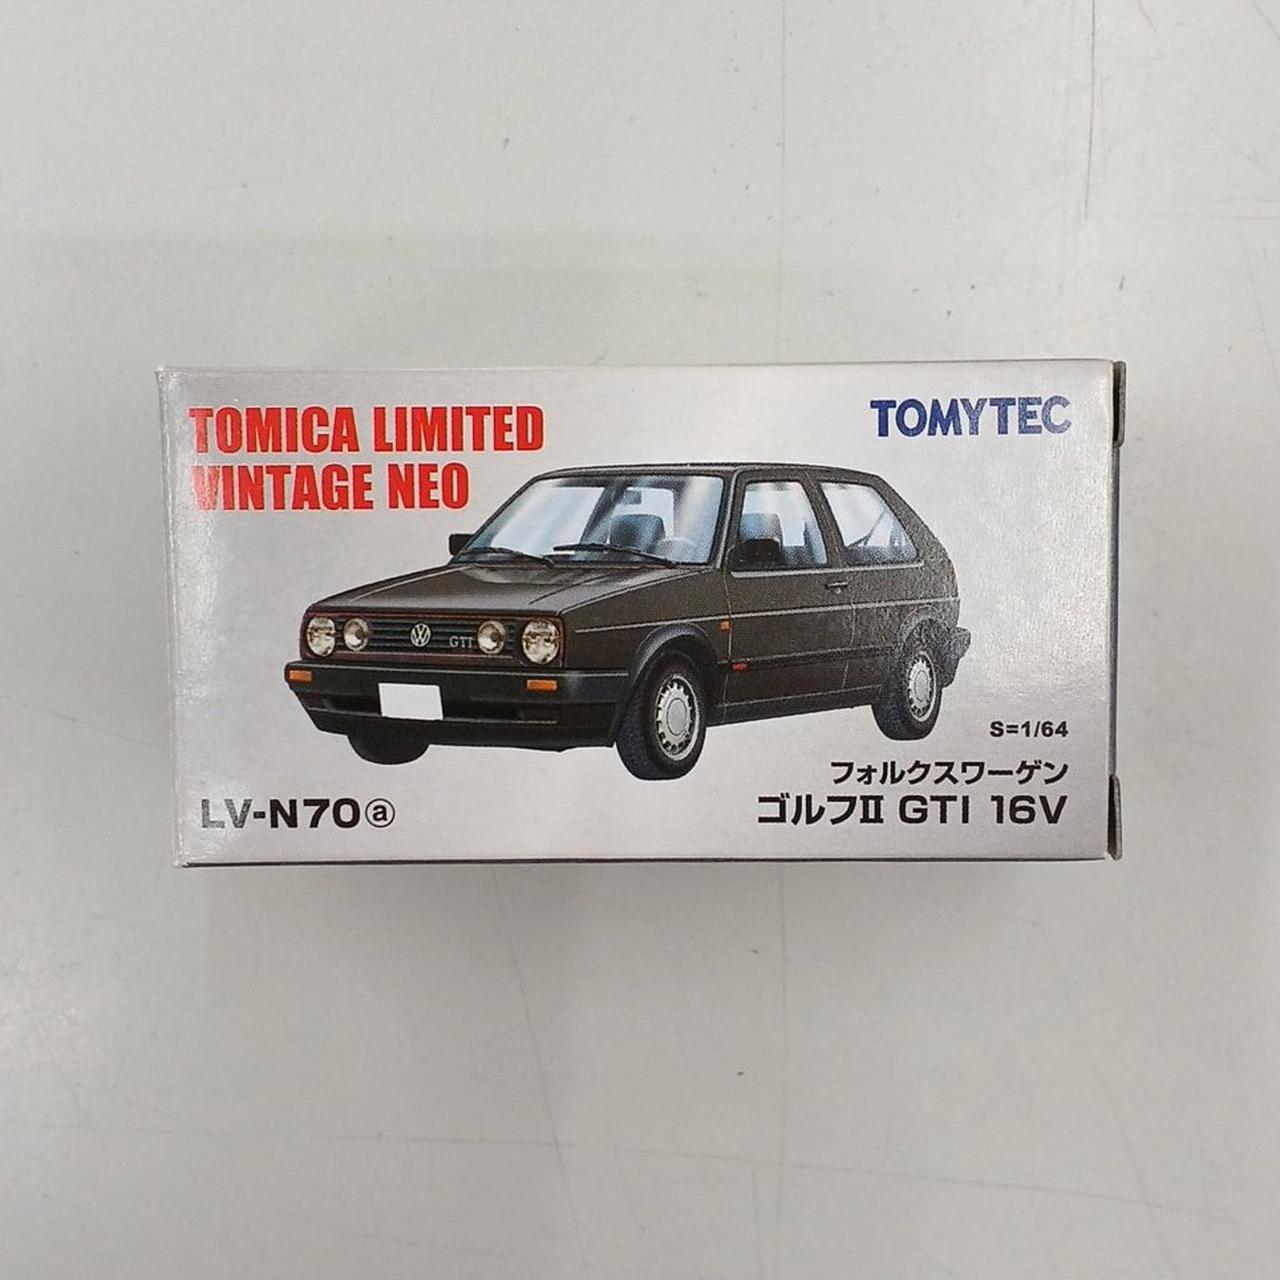 TOMICA LIMITED
VINTAGE NEO
TOMYTEC
GTI
S=1/64
フォルクスワーゲン
ゴルフII GTI 16V
LV-N70ⓐ